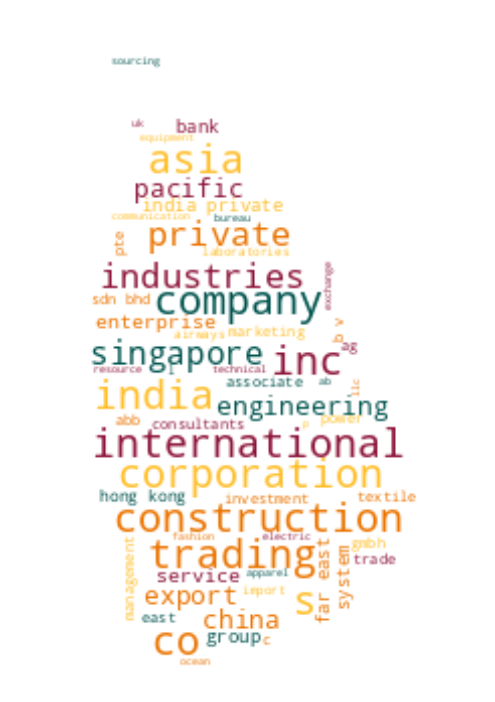 sourcing
uk bank
equipment
asia
pacific
india private
communication bureau
pte private
laboratories
industries exchange
sdn bhd company
enterprise
airways marketing b v
singapore inc ag
resource l technical
associate ab llc
india engineering
abb p power
consultants
international
corporation
hong kong investment textile
construction
fashion electric
trading gmbh
management far east system trade
service apparel
export import
s
east china
co group c
ocean